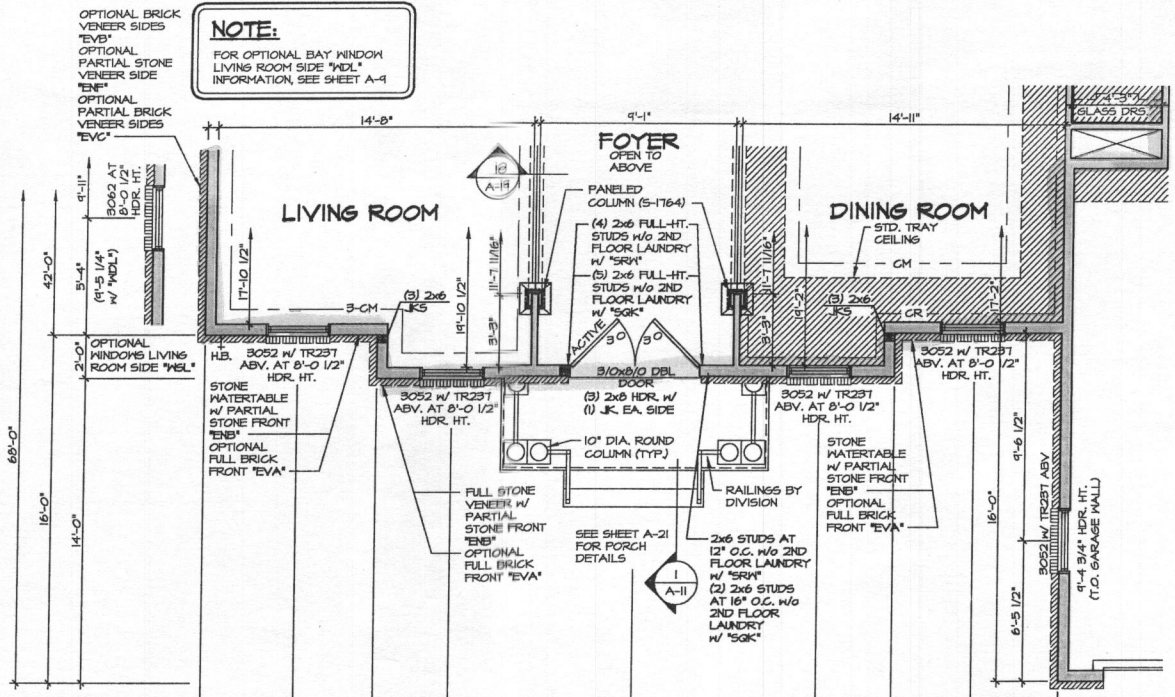 OPTIONAL BRICK
VENEER SIDES
"EVB"
OPTIONAL
PARTIAL STONE
VENEER SIDE
"ENF"
OPTIONAL
PARTIAL BRICK
VENEER SIDES
"EVC"
NOTE:
FOR OPTIONAL BAY WINDOW
LIVING ROOM SIDE "WDL"
INFORMATION, SEE SHEET A-9
14'-8"
9'-1"
14'-11"
GLASS DRS.
FOYER
OPEN TO
ABOVE
18
A-19
PANELED
COLUMN (S-1764)
LIVING ROOM
DINING ROOM
STD. TRAY
CEILING
CM
(4) 2x6 FULL-HT.
STUDS W/o 2ND
FLOOR LAUNDRY
W/ "SRW"
(5) 2x6 FULL-HT.
STUDS W/o 2ND
FLOOR LAUNDRY
W/ "SQK"
9'-11"
3062 AT
8'-0 1/2"
HDR. HT.
42'-0"
5'-4"
(9'-5 1/4"
W/ "WDL")
17'-10 1/2"
3-CM
(3) 2x6
JKS
19'-10 1/2"
11'-7 11/16"
3'-3"
ACTIVE
30
30
11'-7 11/16"
3'-3"
19'-2"
(3) 2x6
JKS
CR
17'-2"
OPTIONAL
WINDOWS LIVING
ROOM SIDE "WSL"
2'-0"
H.B.
3052 W/ TR237
ABV. AT 8'-0 1/2"
HDR. HT.
3052 W/ TR237
ABV. AT 8'-0 1/2"
HDR. HT.
3/0x8/0 DBL
DOOR
(3) 2x8 HDR. W/
(1) JK. EA. SIDE
3052 W/ TR237
ABV. AT 8'-0 1/2"
HDR. HT.
3052 W/ TR237
ABV. AT 8'-0 1/2"
HDR. HT.
STONE
WATERTABLE
W/ PARTIAL
STONE FRONT
"ENB"
OPTIONAL
FULL BRICK
FRONT "EVA"
10" DIA. ROUND
COLUMN (TYP.)
STONE
WATERTABLE
W/ PARTIAL
STONE FRONT
"ENB"
OPTIONAL
FULL BRICK
FRONT "EVA"
68'-0"
16'-0"
14'-0"
FULL STONE
VENEER W/
PARTIAL
STONE FRONT
"ENB"
OPTIONAL
FULL BRICK
FRONT "EVA"
RAILINGS BY
DIVISION
SEE SHEET A-21
FOR PORCH
DETAILS
1
A-11
2x6 STUDS AT
12" O.C. W/o 2ND
FLOOR LAUNDRY
W/ "SRW"
(2) 2x6 STUDS
AT 16" O.C. W/o
2ND FLOOR
LAUNDRY
W/ "SQK"
9'-6 1/2"
16'-0"
6'-5 1/2"
3052 W/ TR237 ABV
9'-4 3/4" HDR. HT.
(T.O. GARAGE WALL)